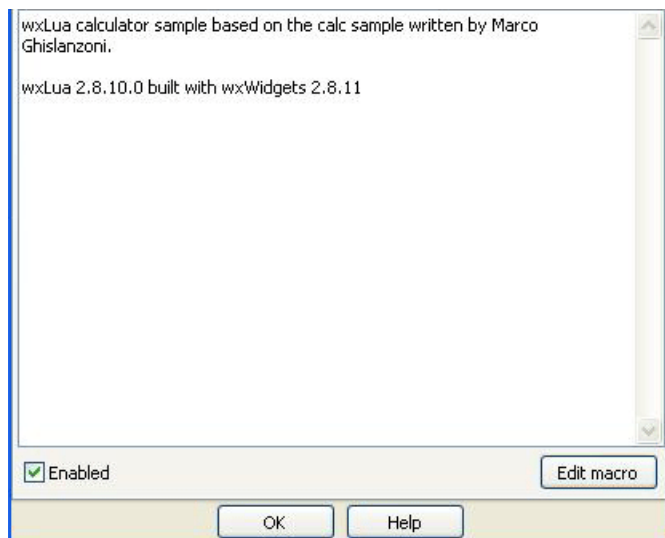 wxLua calculator sample based on the calc sample written by Marco
Ghislanzoni.
wxLua 2.8.10.0 built with wxWidgets 2.8.11
Enabled
Edit macro
OK
Help